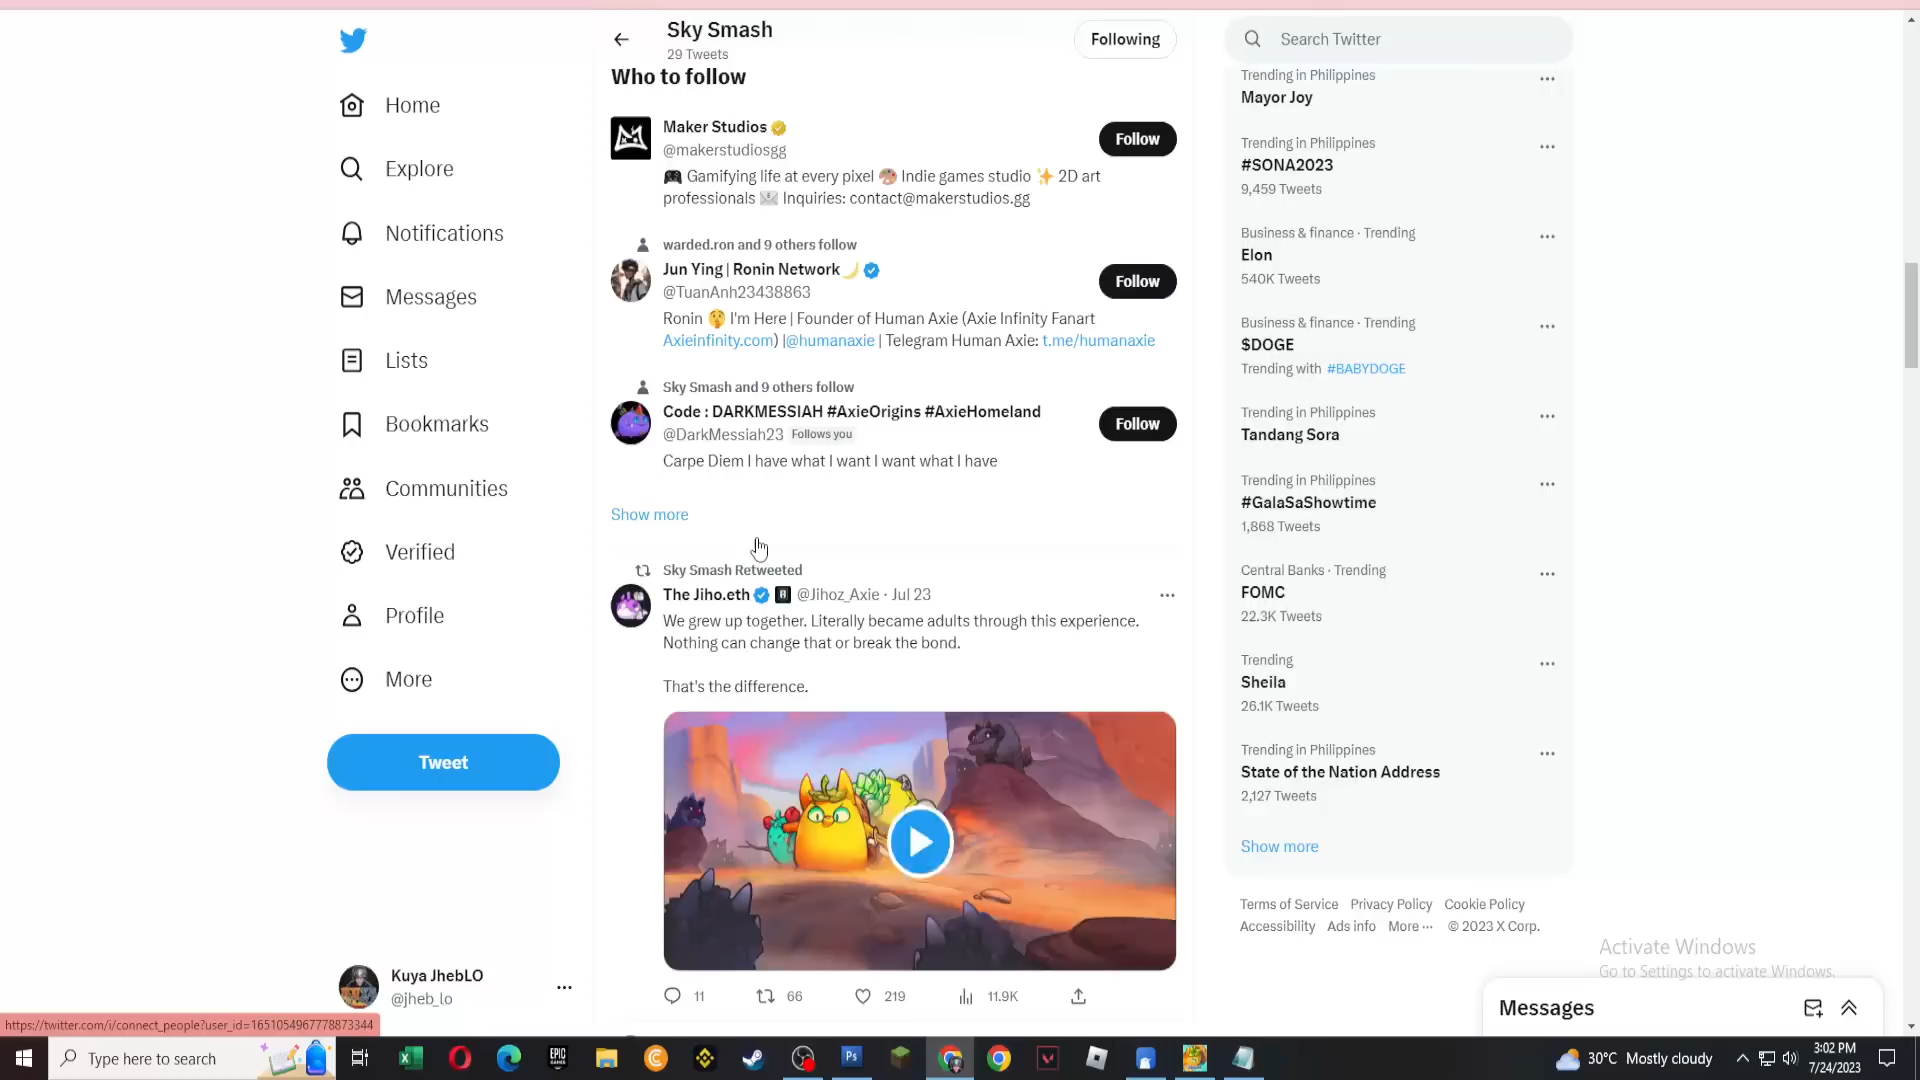 Home
Explore
Notifications
Messages
Lists
Bookmarks
Communities
Verified
Profile
More
Tweet
Kuya JhebLO
@jheb_lo
Sky Smash
29 Tweets
Following
Who to follow
Maker Studios
@makerstudiosgg
Follow
🎮 Gamifying life at every pixel 🎨 Indie games studio ✨ 2D art
professionals 📧 Inquiries: contact@makerstudios.gg
warded.ron and 9 others follow
Jun Ying | Ronin Network🌙
@TuanAnh23438863
Follow
Ronin 🤫 I'm Here | Founder of Human Axie (Axie Infinity Fanart
Axieinfinity.com) |@humanaxie | Telegram Human Axie: t.me/humanaxie
Sky Smash and 9 others follow
Code : DARKMESSIAH #AxieOrigins #AxieHomeland
@DarkMessiah23 Follows you
Follow
Carpe Diem I have what I want I want what I have
Show more
Sky Smash Retweeted
The Jiho.eth @Jihoz_Axie · Jul 23
We grew up together. Literally became adults through this experience.
Nothing can change that or break the bond.
That's the difference.
11 66 219 11.9K
Search Twitter
Trending in Philippines
Mayor Joy
Trending in Philippines
#SONA2023
9,459 Tweets
Business & finance · Trending
Elon
540K Tweets
Business & finance · Trending
$DOGE
Trending with #BABYDOGE
Trending in Philippines
Tandang Sora
Trending in Philippines
#GalaSaShowtime
1,868 Tweets
Central Banks · Trending
FOMC
22.3K Tweets
Trending
Sheila
26.1K Tweets
Trending in Philippines
State of the Nation Address
2,127 Tweets
Show more
Terms of Service Privacy Policy Cookie Policy
Accessibility Ads info More ··· © 2023 X Corp.
Activate Windows
Go to Settings to activate Windows.
Messages
https://twitter.com/i/connect_people?user_id=1651054967778873344
Type here to search
EPIC GAMES
Ps
30°C Mostly cloudy
3:02 PM
7/24/2023